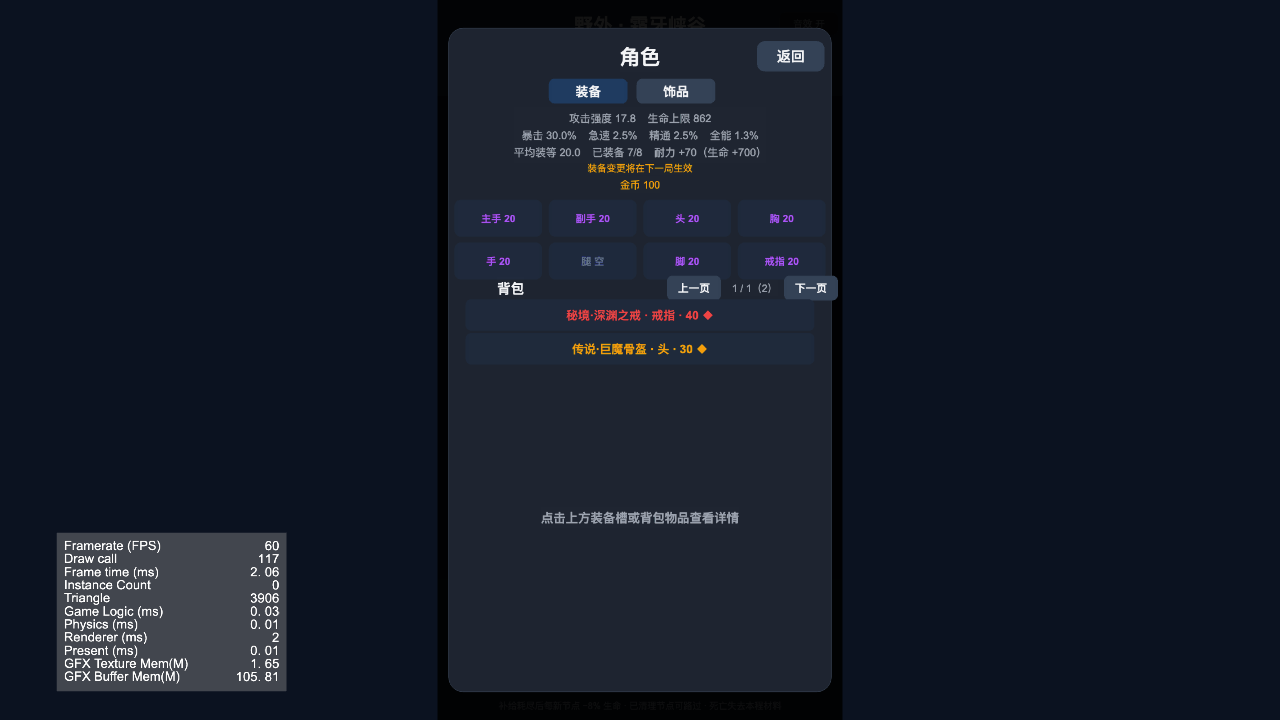 野外 · 霜牙峡谷
角色
返回
装备 饰品
攻击强度 17.8 生命上限 862
暴击 30.0% 急速 2.5% 精通 2.5% 全能 1.3%
平均装等 20.0 已装备 7/8 耐力 +70（生命 +700）
装备变更将在下一局生效
金币 100
主手 20 副手 20 头 20 胸 20
手 20 腿 空 脚 20 戒指 20
背包 上一页 1 / 1（2） 下一页
秘境·深渊之戒 · 戒指 · 40 ◆
传说·巨魔骨盔 · 头 · 30 ◆
点击上方装备槽或背包物品查看详情
Framerate (FPS) 60
Draw call 117
Frame time (ms) 2. 06
Instance Count 0
Triangle 3906
Game Logic (ms) 0. 03
Physics (ms) 0. 01
Renderer (ms) 2
Present (ms) 0. 01
GFX Texture Mem(M) 1. 65
GFX Buffer Mem(M) 105. 81